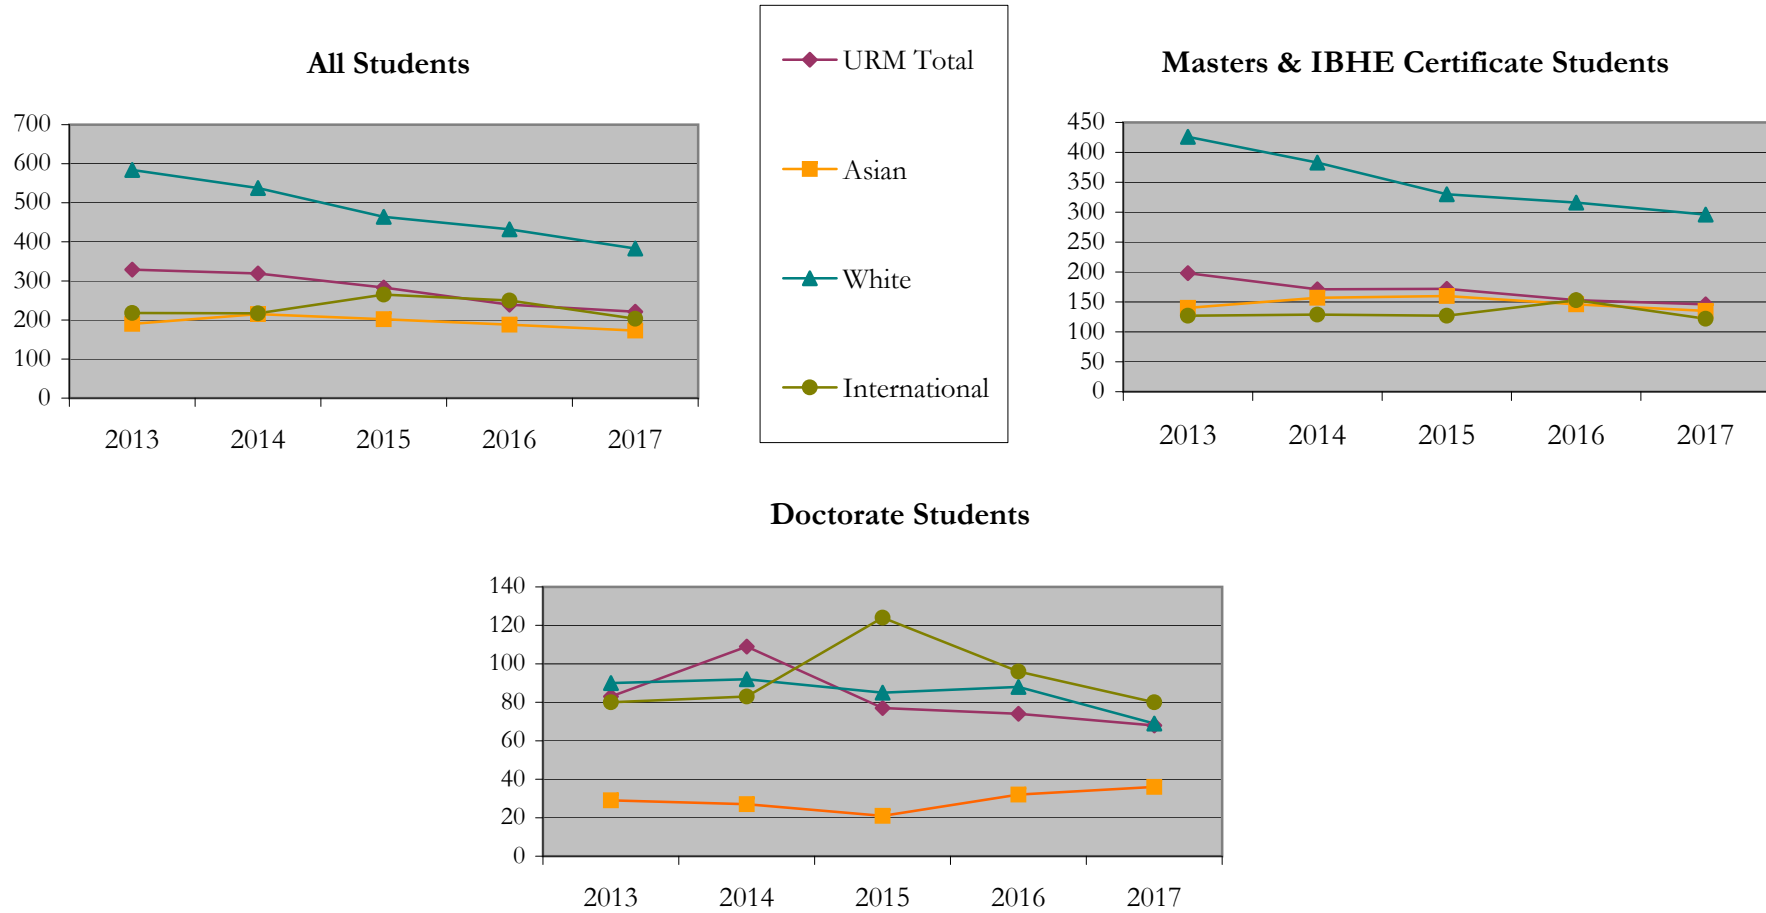 All Students
700
600
500
400
300
200
100
0
2013 2014 2015 2016 2017
URM Total
Asian
White
International
Masters & IBHE Certificate Students
450
400
350
300
250
200
150
100
50
0
2013 2014 2015 2016 2017
Doctorate Students
140
120
100
80
60
40
20
0
2013 2014 2015 2016 2017